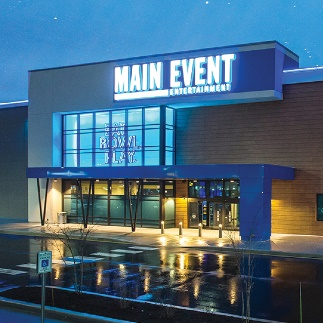 MAIN EVENT
ENTERTAINMENT
BOWL
PLAY.